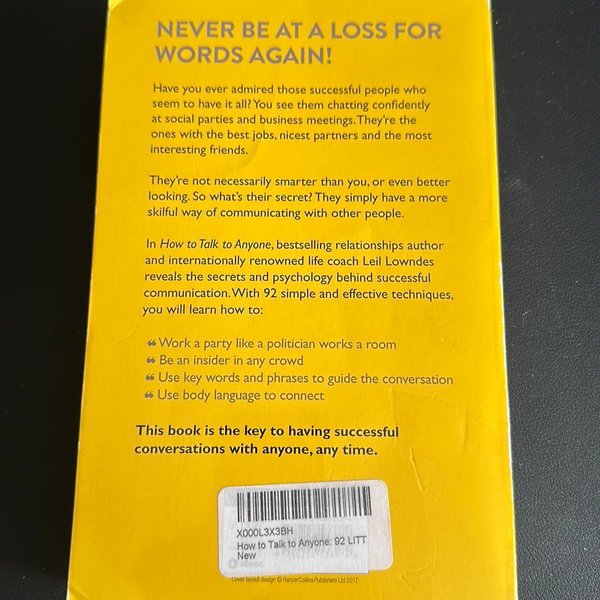 NEVER BE AT A LOSS FOR
WORDS AGAIN!
Have you ever admired those successful people who
seem to have it all? You see them chatting confidently
at social parties and business meetings. They're the
ones with the best jobs, nicest partners and the most
interesting friends.
They're not necessarily smarter than you, or even better
looking. So what's their secret? They simply have a more
skilful way of communicating with other people.
In How to Talk to Anyone, bestselling relationships author
and internationally renowned life coach Leil Lowndes
reveals the secrets and psychology behind successful
communication. With 92 simple and effective techniques,
you will learn how to:
❝ Work a party like a politician works a room
❝ Be an insider in any crowd
❝ Use key words and phrases to guide the conversation
❝ Use body language to connect
This book is the key to having successful
conversations with anyone, any time.
X000L3X3BH
How to Talk to Anyone: 92 LITT
New
ebook
Cover layout design © HarperCollinsPublishers Ltd 2017